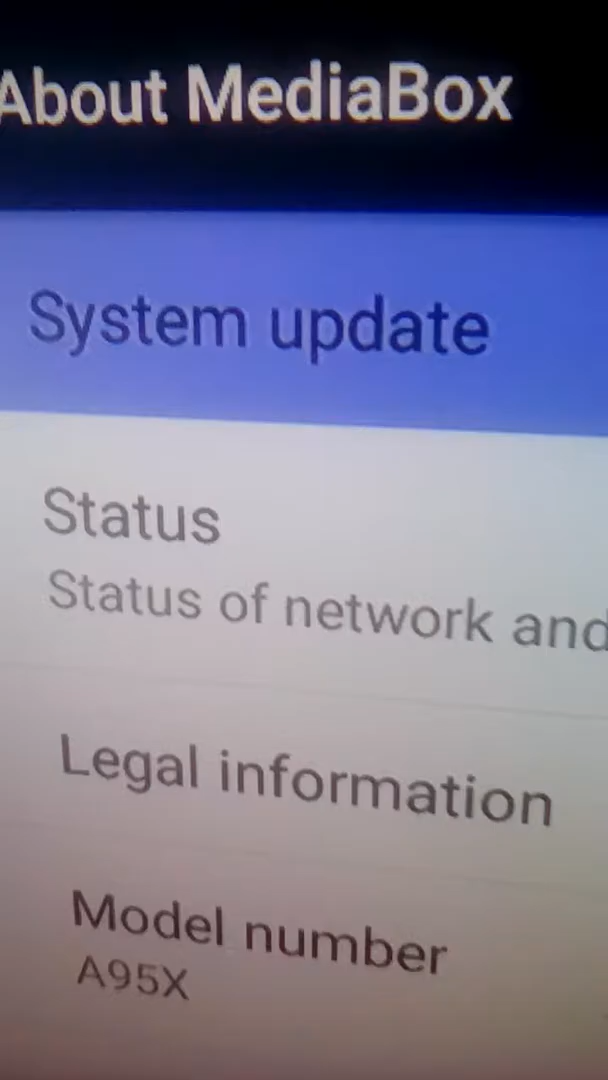 About MediaBox
System update
Status
Status of network and
Legal information
Model number
A95X